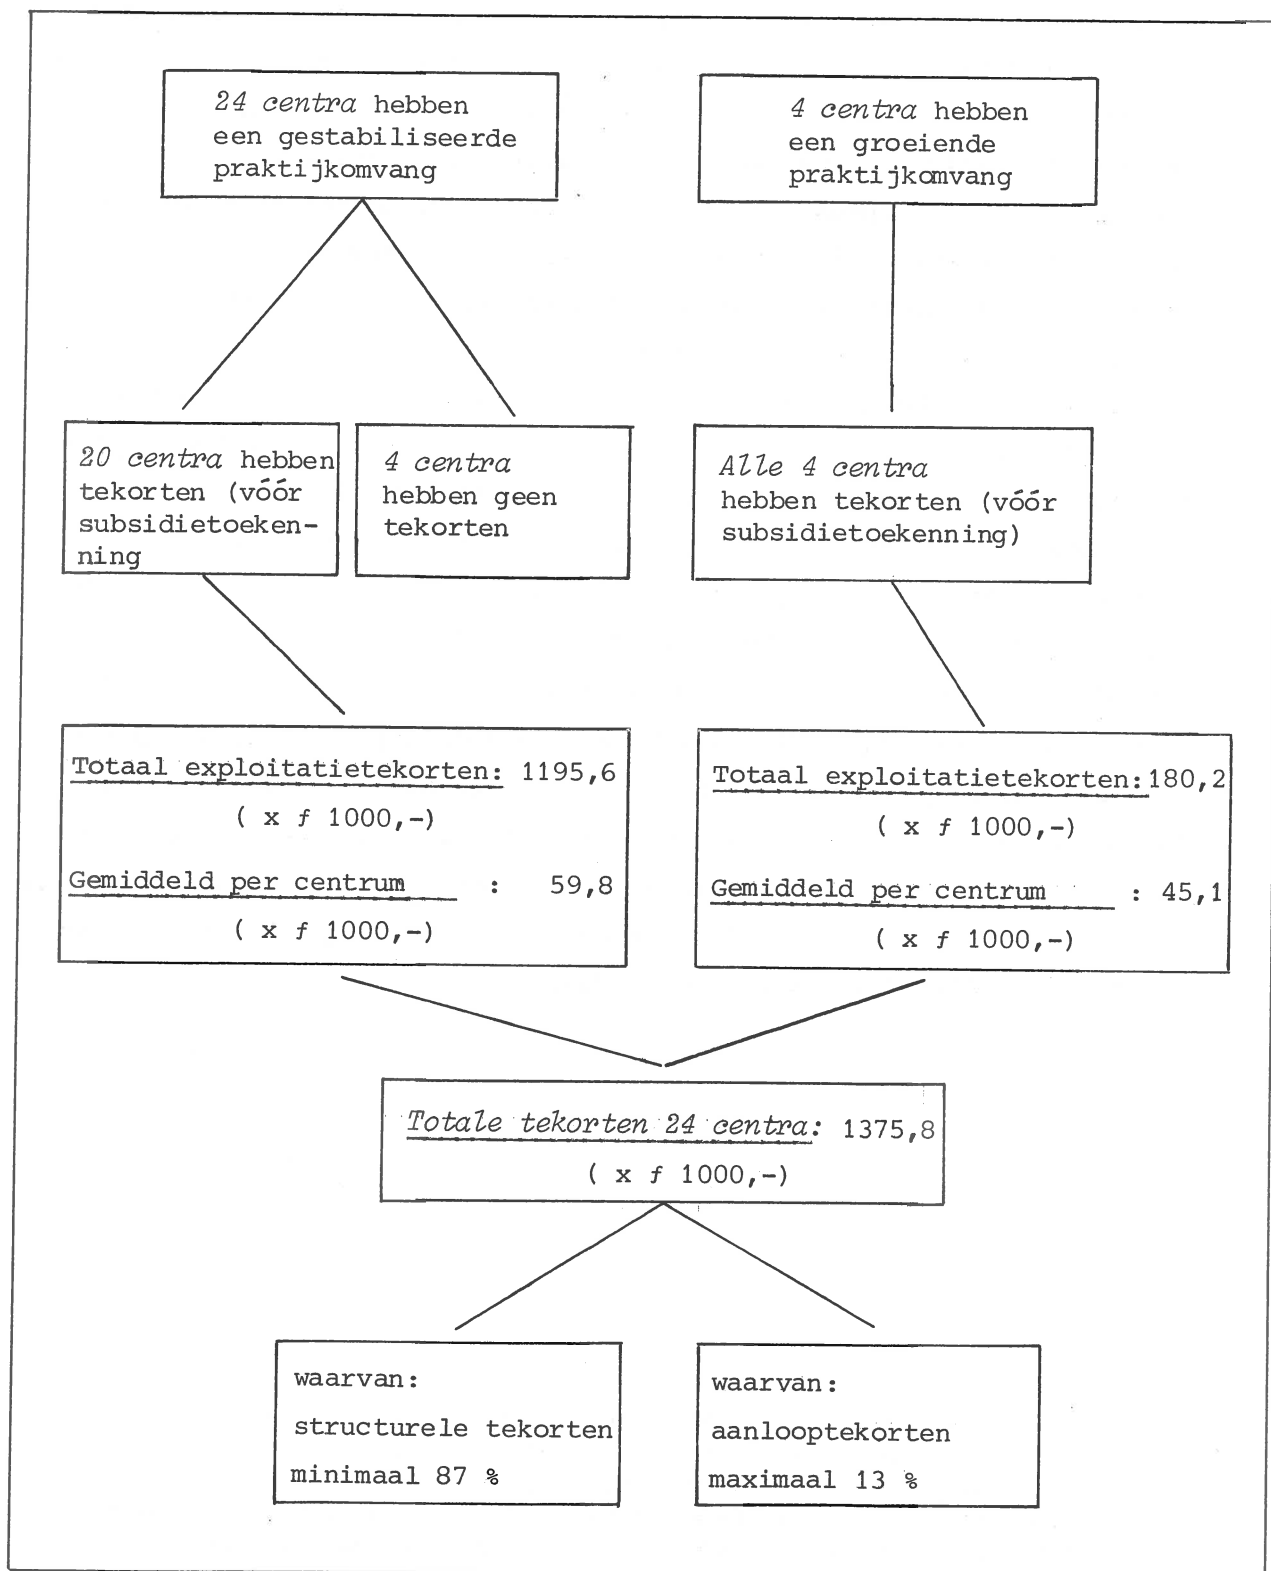 24 centra hebben
een gestabiliseerde
praktijkomvang
4 centra hebben
een groeiende
praktijkomvang
20 centra hebben
tekorten (vóór
subsidietoeken-
ning
4 centra
hebben geen
tekorten
Alle 4 centra
hebben tekorten (vóór
subsidietoekenning)
Totaal exploitatietekorten: 1195,6
( x f 1000,-)
Gemiddeld per centrum : 59,8
( x f 1000,-)
Totaal exploitatietekorten: 180,2
( x f 1000,-)
Gemiddeld per centrum : 45,1
( x f 1000,-)
Totale tekorten 24 centra: 1375,8
( x f 1000,-)
waarvan:
structurele tekorten
minimaal 87 %
waarvan:
aanlooptekorten
maximaal 13 %